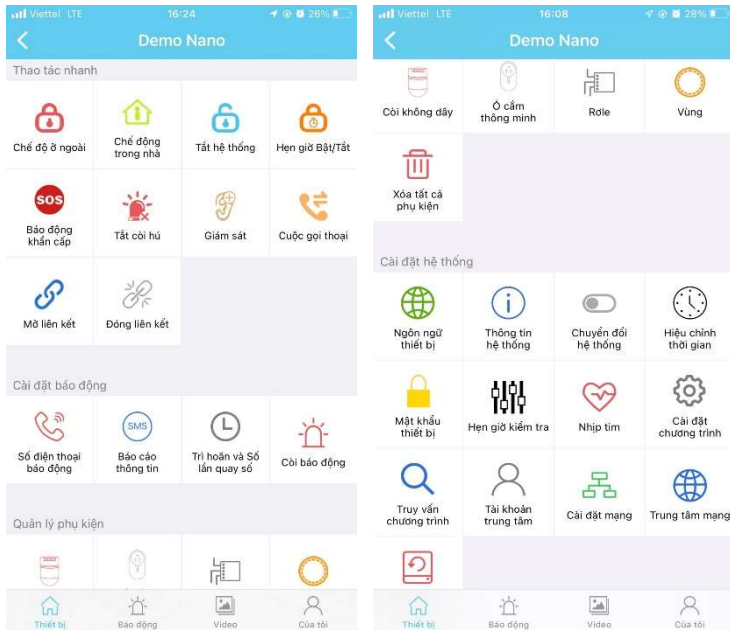 Viettel LTE 16:24 26%
Demo Nano
Thao tác nhanh
Chế độ ở ngoài
Chế động
trong nhà
Tắt hệ thống
Hẹn giờ Bật/Tắt
SOS
Báo động
khẩn cấp
Tắt còi hú
Giám sát
Cuộc gọi thoại
Mở liên kết
Đóng liên kết
Cài đặt báo động
SMS
Số điện thoại
báo động
Báo cáo
thông tin
Trì hoãn và Số
lần quay số
Còi báo động
Quản lý phụ kiện
Thiết bị
Báo động
Video
Của tôi
Viettel LTE 16:08 28%
Demo Nano
Còi không dây
Ổ cắm
thông minh
Rơle
Vùng
Xóa tất cả
phụ kiện
Cài đặt hệ thống
Ngôn ngữ
thiết bị
Thông tin
hệ thống
Chuyển đổi
hệ thống
Hiệu chỉnh
thời gian
Mật khẩu
thiết bị
Hẹn giờ kiểm tra
Nhịp tim
Cài đặt
chương trình
Truy vấn
chương trình
Tài khoản
trung tâm
Cài đặt mạng
Trung tâm mạng
Thiết bị
Báo động
Video
Của tôi